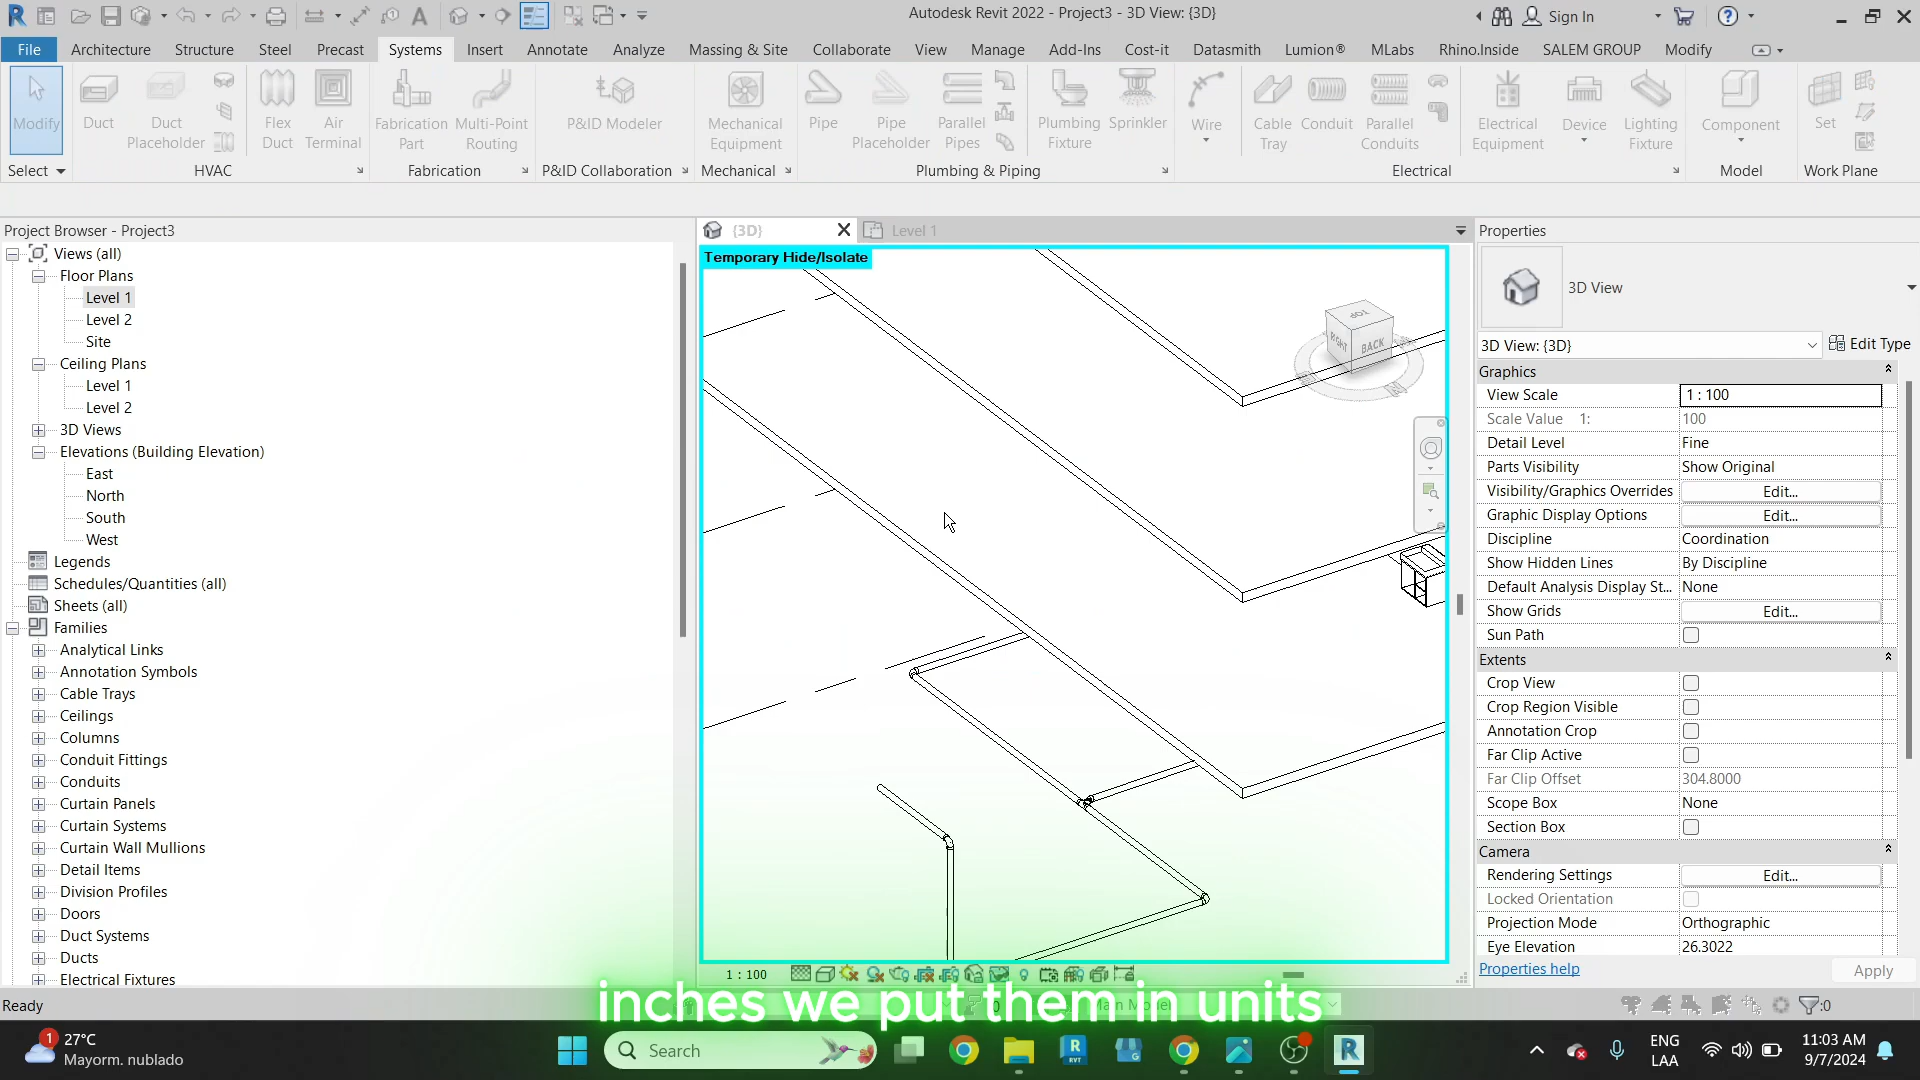 Autodesk Revit 2022 - Project3 - 3D View: {3D}
Sign In
File Architecture Structure Steel Precast Systems Insert Annotate Analyze Massing & Site Collaborate View Manage Add-Ins Cost-it Datasmith Lumion® MLabs Rhino.Inside SALEM GROUP Modify
Modify
Duct
Duct Placeholder
Flex Duct
Air Terminal
Fabrication Part
Multi-Point Routing
P&ID Modeler
Mechanical Equipment
Pipe
Pipe Placeholder
Parallel Pipes
Plumbing Fixture
Sprinkler
Wire
Cable Tray
Conduit
Parallel Conduits
Electrical Equipment
Device
Lighting Fixture
Component
Set
Select HVAC Fabrication P&ID Collaboration Mechanical Plumbing & Piping Electrical Model Work Plane
Project Browser - Project3
Views (all)
Floor Plans
Level 1
Level 2
Site
Ceiling Plans
Level 1
Level 2
3D Views
Elevations (Building Elevation)
East
North
South
West
Legends
Schedules/Quantities (all)
Sheets (all)
Families
Analytical Links
Annotation Symbols
Cable Trays
Ceilings
Columns
Conduit Fittings
Conduits
Curtain Panels
Curtain Systems
Curtain Wall Mullions
Detail Items
Division Profiles
Doors
Duct Systems
Ducts
Electrical Fixtures
{3D}
Level 1
Temporary Hide/Isolate
TOP
RIGHT
BACK
1 : 100
Properties
3D View
3D View: {3D}
Edit Type
Graphics
View Scale 1 : 100
Scale Value 1: 100
Detail Level Fine
Parts Visibility Show Original
Visibility/Graphics Overrides Edit...
Graphic Display Options Edit...
Discipline Coordination
Show Hidden Lines By Discipline
Default Analysis Display St... None
Show Grids Edit...
Sun Path
Extents
Crop View
Crop Region Visible
Annotation Crop
Far Clip Active
Far Clip Offset 304.8000
Scope Box None
Section Box
Camera
Rendering Settings Edit...
Locked Orientation
Projection Mode Orthographic
Eye Elevation 26.3022
Properties help
Apply
Ready
:0
Main Model
:0
inches we put them in units
1
27°C
Mayorm. nublado
Search
ENG
LAA
11:03 AM
9/7/2024